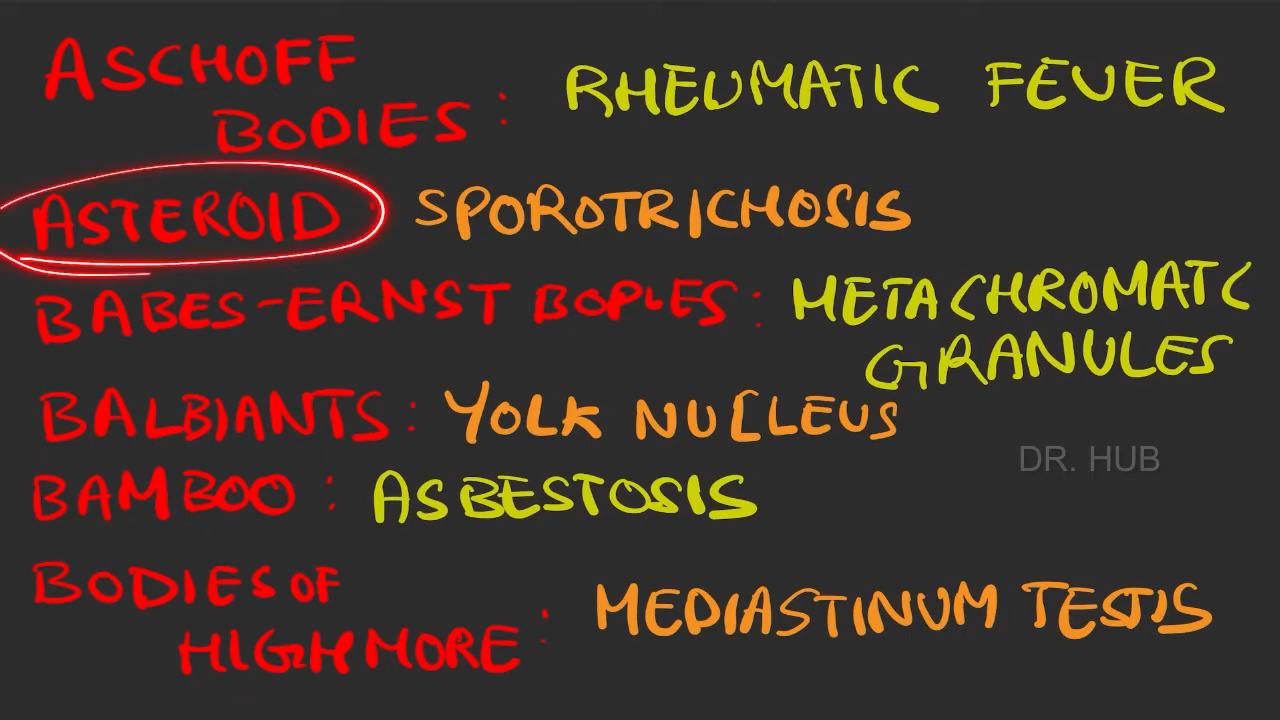 ASCHOFF
BODIES : RHEUMATIC FEVER
ASTEROID : SPOROTRICHOSIS
BABES-ERNST BODIES : METACHROMATC
GRANULES
BALBIANTS : YOLK NUCLEUS
DR. HUB
BAMBOO : ASBESTOSIS
BODIES OF
HIGHMORE : MEDIASTINUM TESTIS